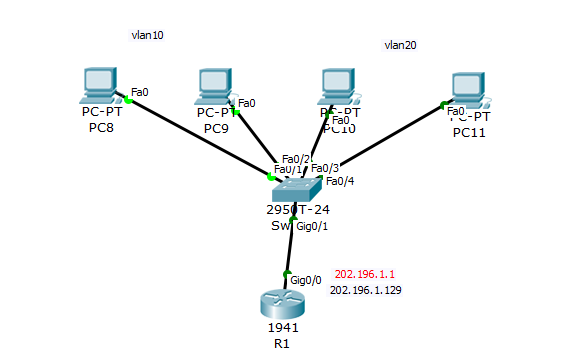 vlan10
vlan20
Fa0
PC-PT
PC8
Fa0
PC-PT
PC9
Fa0
PC-PT
PC10
Fa0
PC-PT
PC11
Fa0/2
Fa0/1
Fa0/3
Fa0/4
2950T-24
Sw
Gig0/1
Gig0/0
202.196.1.1
202.196.1.129
1941
R1